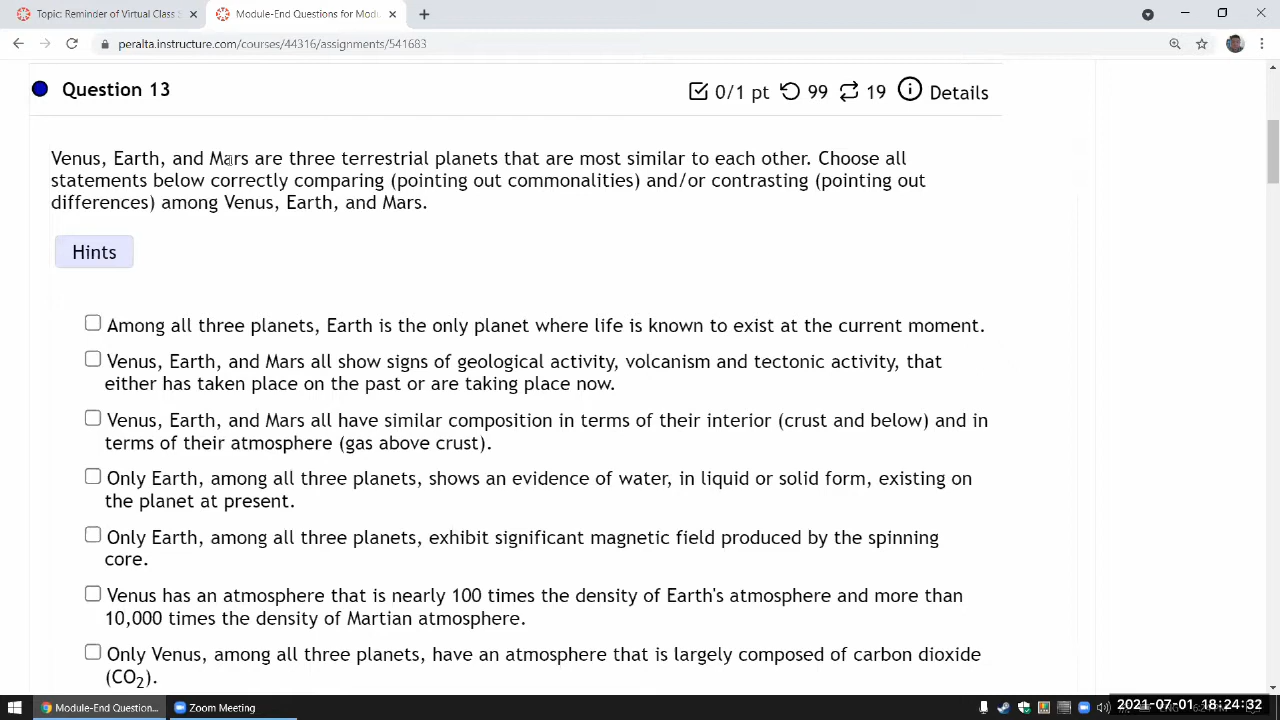 Topic: Reminder of Virtual Class S
Module-End Questions for Modu
peralta.instructure.com/courses/44316/assignments/541683
Question 13
0/1 pt 99 19 Details
Venus, Earth, and Mars are three terrestrial planets that are most similar to each other. Choose all
statements below correctly comparing (pointing out commonalities) and/or contrasting (pointing out
differences) among Venus, Earth, and Mars.
Hints
Among all three planets, Earth is the only planet where life is known to exist at the current moment.
Venus, Earth, and Mars all show signs of geological activity, volcanism and tectonic activity, that
either has taken place on the past or are taking place now.
Venus, Earth, and Mars all have similar composition in terms of their interior (crust and below) and in
terms of their atmosphere (gas above crust).
Only Earth, among all three planets, shows an evidence of water, in liquid or solid form, existing on
the planet at present.
Only Earth, among all three planets, exhibit significant magnetic field produced by the spinning
core.
Venus has an atmosphere that is nearly 100 times the density of Earth's atmosphere and more than
10,000 times the density of Martian atmosphere.
Only Venus, among all three planets, have an atmosphere that is largely composed of carbon dioxide
(CO2).
Module-End Question...
Zoom Meeting
2021-07-01 18:24:32